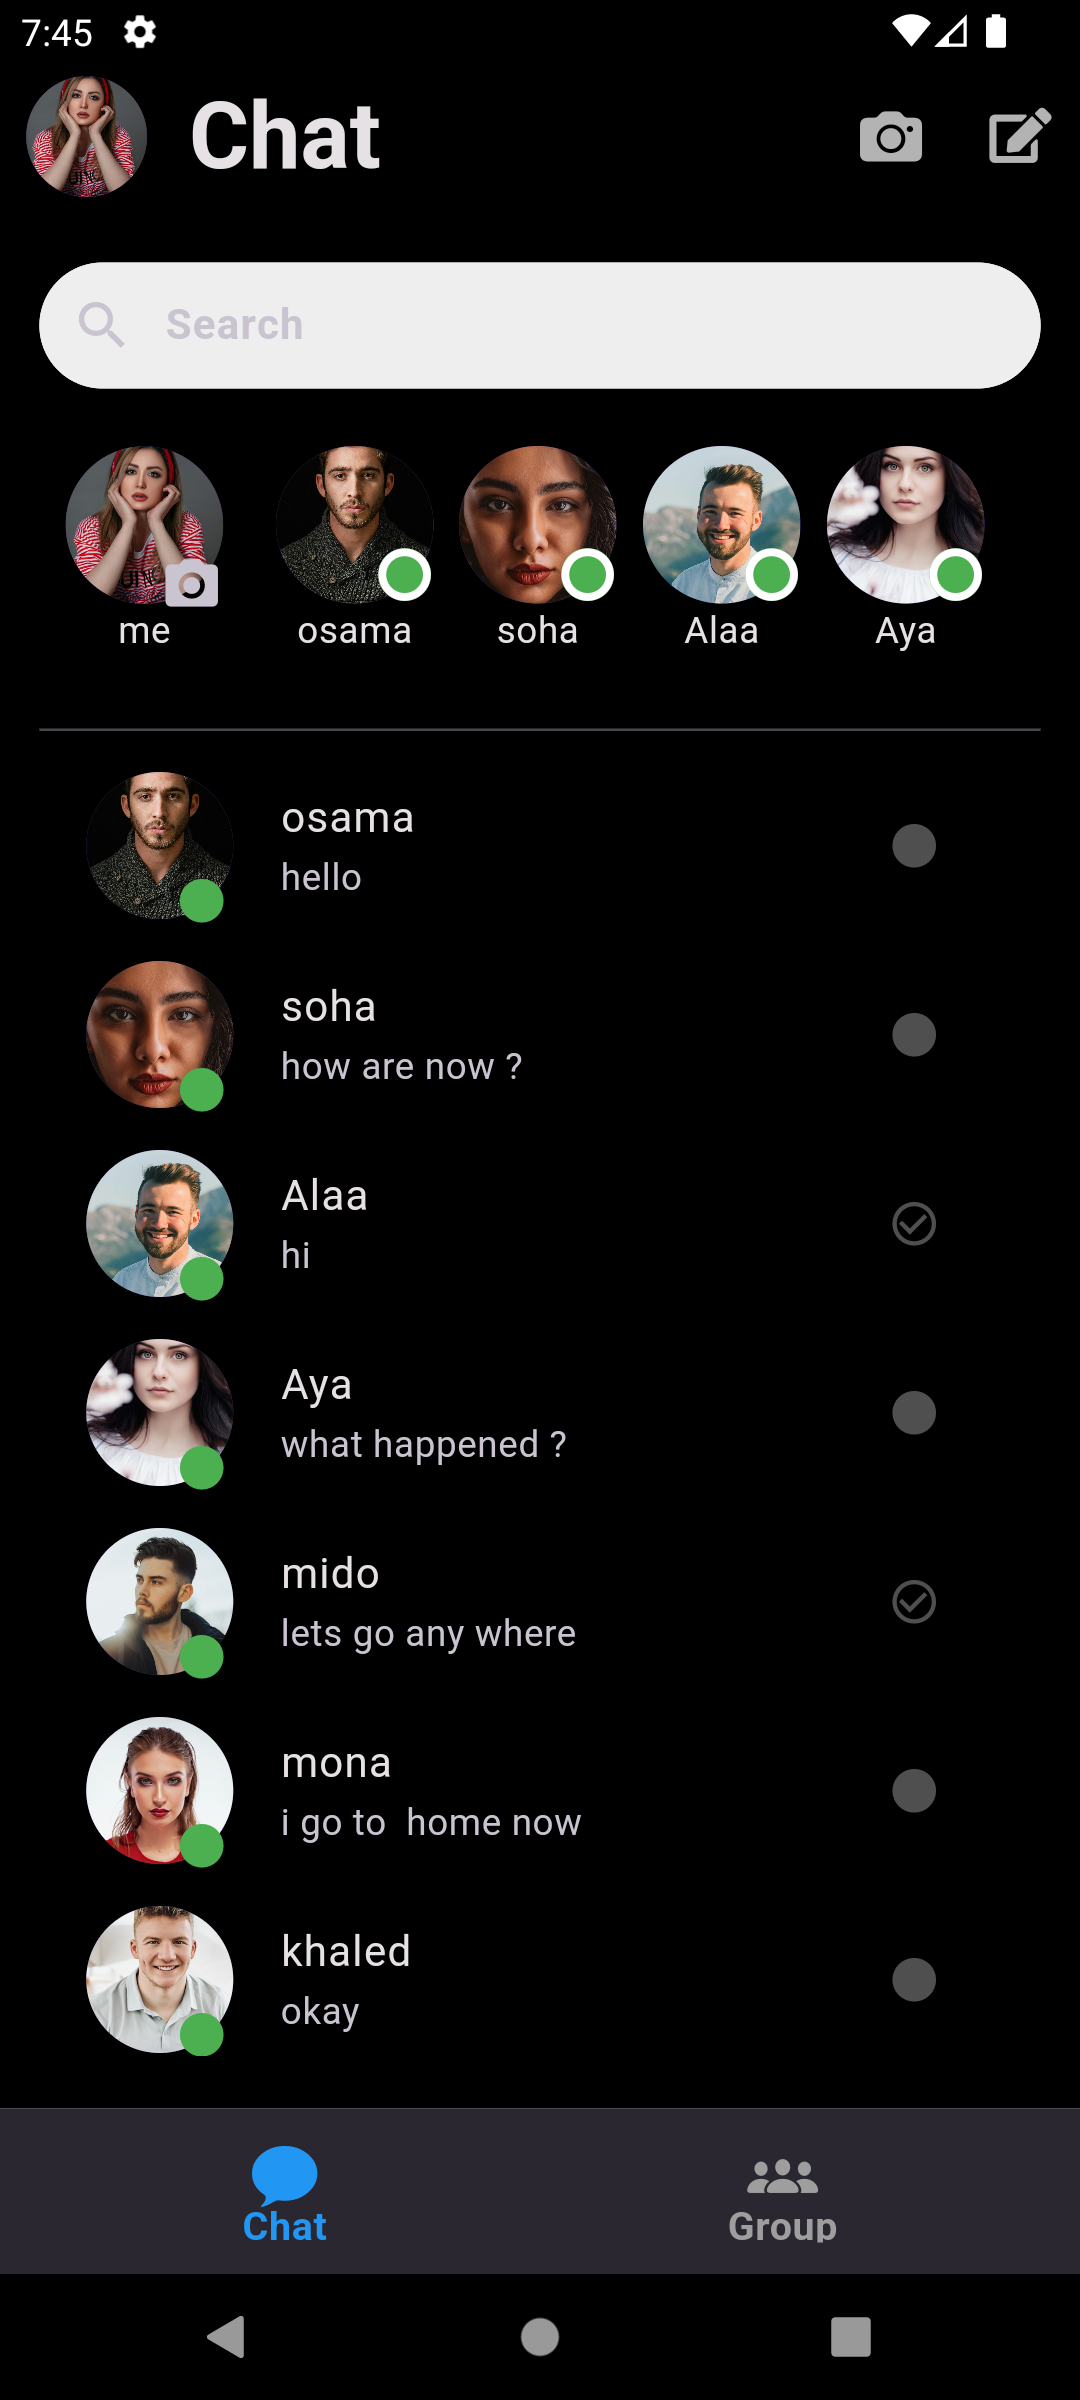 7:45
Chat
Search
me osama soha Alaa Aya
osama
hello
soha
how are now ?
Alaa
hi
Aya
what happened ?
mido
lets go any where
mona
i go to  home now
khaled
okay
Chat Group